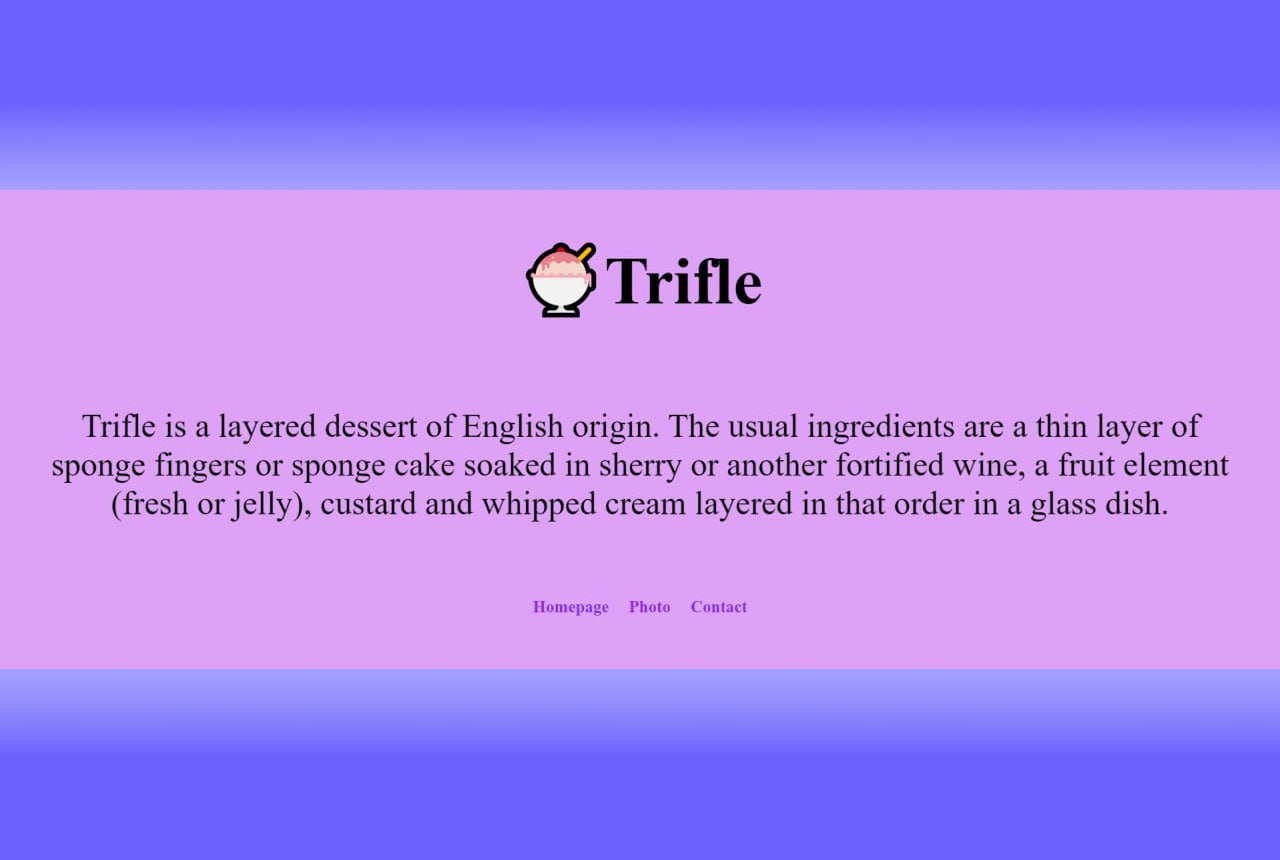 Trifle
Trifle is a layered dessert of English origin. The usual ingredients are a thin layer of
sponge fingers or sponge cake soaked in sherry or another fortified wine, a fruit element
(fresh or jelly), custard and whipped cream layered in that order in a glass dish.
Homepage Photo Contact